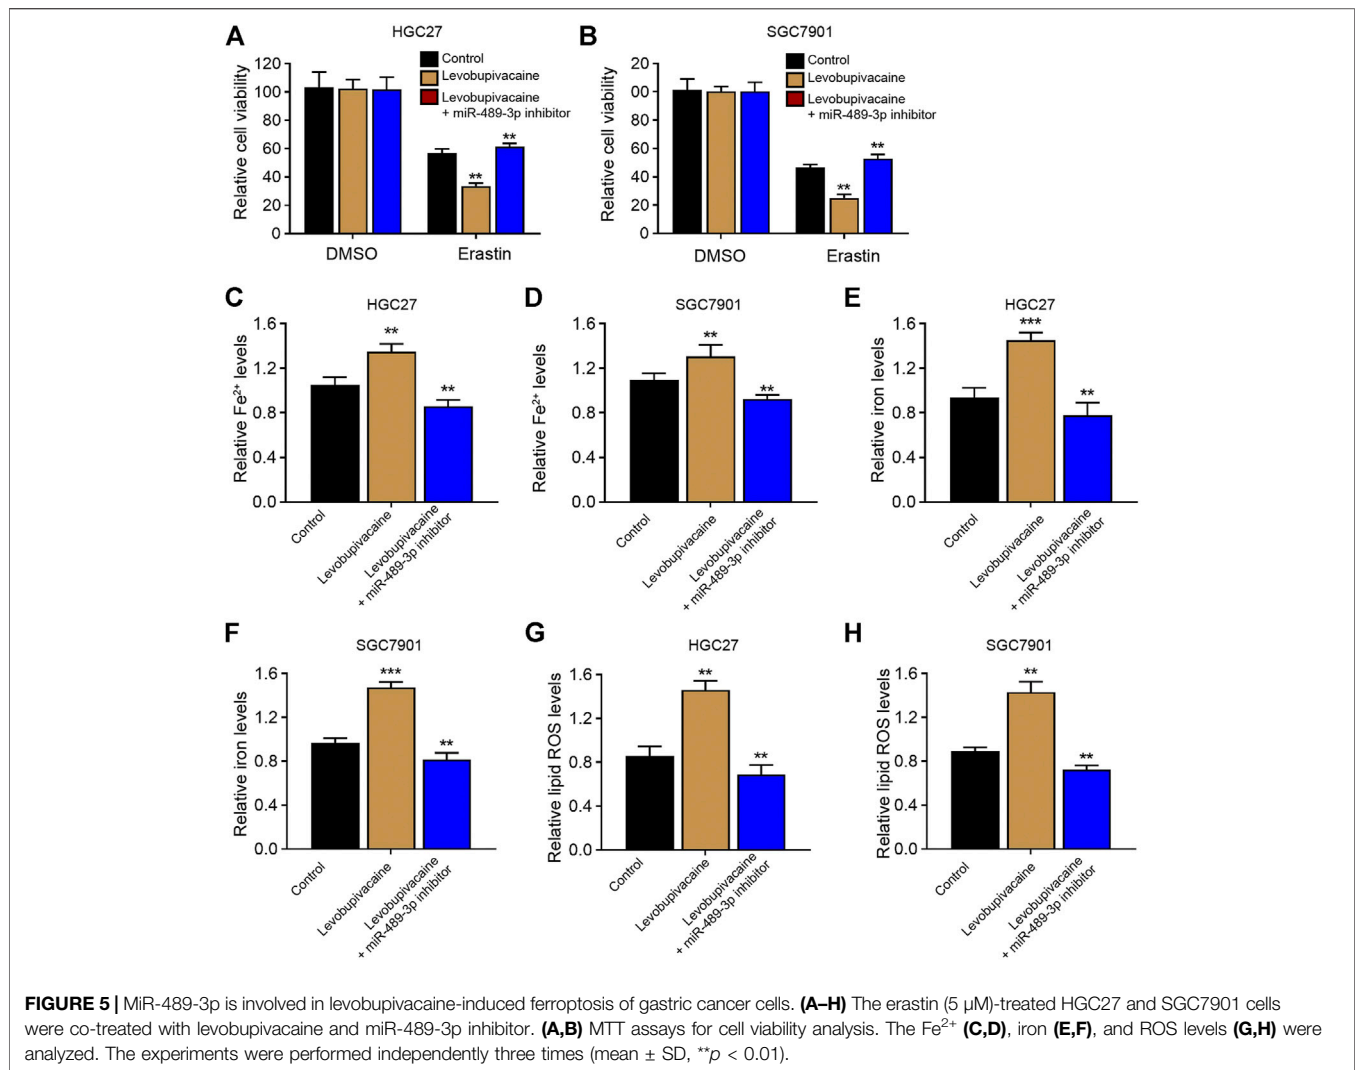 A
HGC27
Control
Levobupivacaine
Levobupivacaine
+ miR-489-3p inhibitor
Relative cell viability
120
100
80
60
40
20
0
**
**
DMSO
Erastin
B
SGC7901
Control
Levobupivacaine
Levobupivacaine
+ miR-489-3p inhibitor
Relative cell viability
20
00
80
60
40
20
0
**
**
DMSO
Erastin
C
HGC27
Relative Fe²⁺ levels
1.6
1.2
0.8
0.4
0.0
**
**
Control
Levobupivacaine
Levobupivacaine
+ miR-489-3p inhibitor
D
SGC7901
Relative Fe²⁺ levels
1.6
1.2
0.8
0.4
0.0
**
**
Control
Levobupivacaine
Levobupivacaine
+ miR-489-3p inhibitor
E
HGC27
Relative iron levels
1.6
1.2
0.8
0.4
0.0
***
**
Control
Levobupivacaine
Levobupivacaine
+ miR-489-3p inhibitor
F
SGC7901
Relative iron levels
1.6
1.2
0.8
0.4
0.0
***
**
Control
Levobupivacaine
Levobupivacaine
+ miR-489-3p inhibitor
G
HGC27
Relative lipid ROS levels
1.6
1.2
0.8
0.4
0.0
**
**
Control
Levobupivacaine
Levobupivacaine
+ miR-489-3p inhibitor
H
SGC7901
Relative lipid ROS levels
1.6
1.2
0.8
0.4
0.0
**
**
Control
Levobupivacaine
Levobupivacaine
+ miR-489-3p inhibitor
FIGURE 5 | MiR-489-3p is involved in levobupivacaine-induced ferroptosis of gastric cancer cells. (A–H) The erastin (5 μM)-treated HGC27 and SGC7901 cells
were co-treated with levobupivacaine and miR-489-3p inhibitor. (A,B) MTT assays for cell viability analysis. The Fe²⁺ (C,D), iron (E,F), and ROS levels (G,H) were
analyzed. The experiments were performed independently three times (mean ± SD, **p < 0.01).